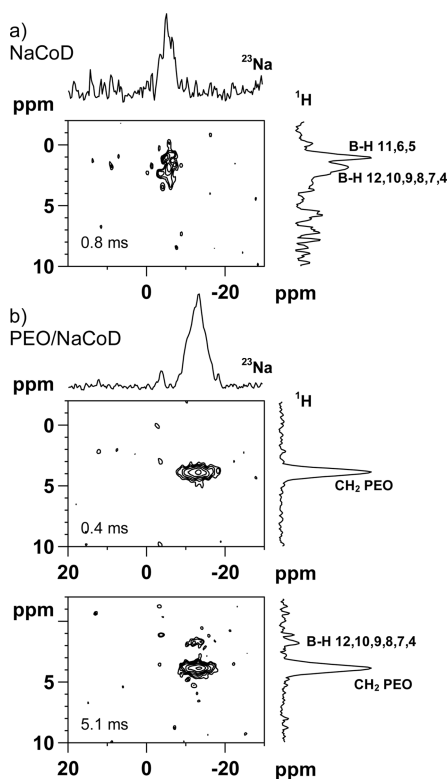 a)
NaCoD
²³Na
ppm
¹H
0
5
10
B-H 11,6,5
B-H 12,10,9,8,7,4
0.8 ms
0 -20
ppm ppm
b)
PEO/NaCoD
²³Na
ppm
¹H
0
5
10
CH₂ PEO
0.4 ms
20 0 -20
ppm ppm
ppm
5
10
B-H 12,10,9,8,7,4
CH₂ PEO
5.1 ms
20 0 -20
ppm ppm